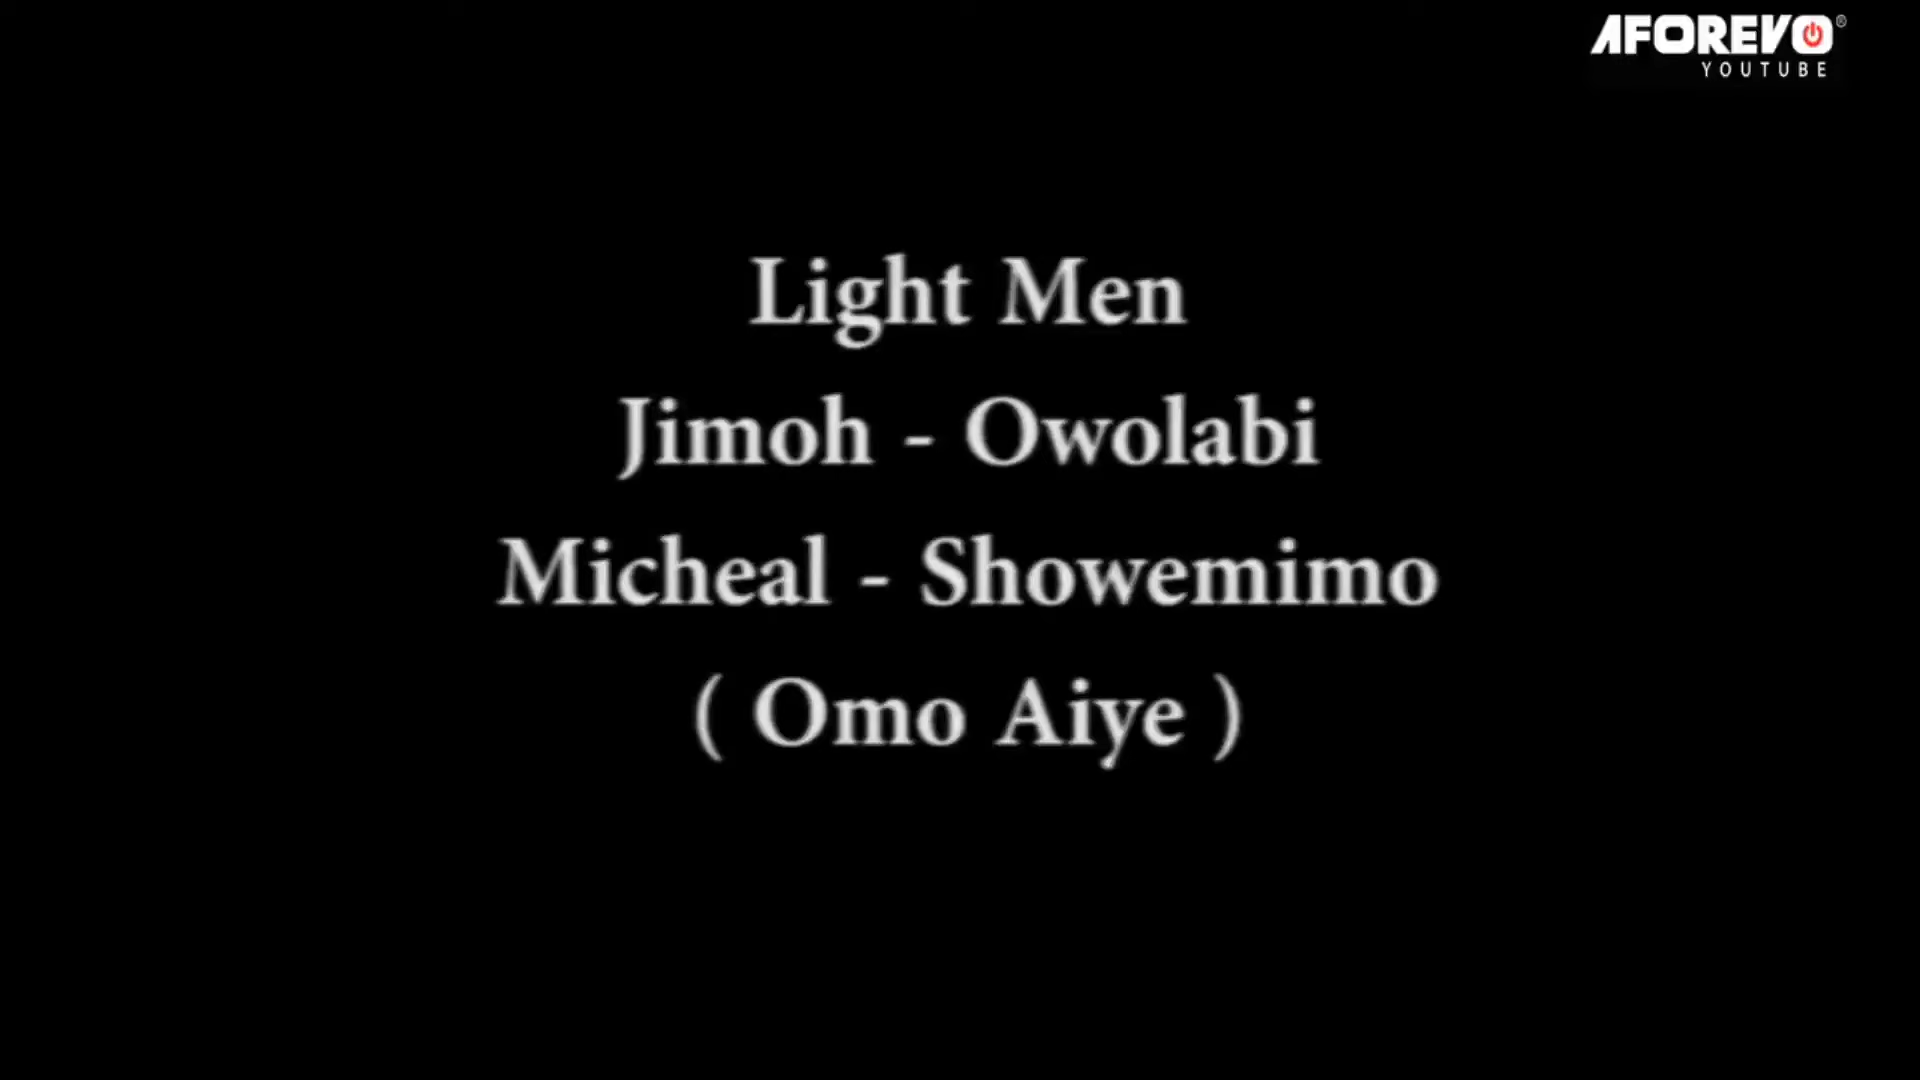 AFOREVO®
YOUTUBE
Light Men
Jimoh - Owolabi
Micheal - Showemimo
( Omo Aiye )